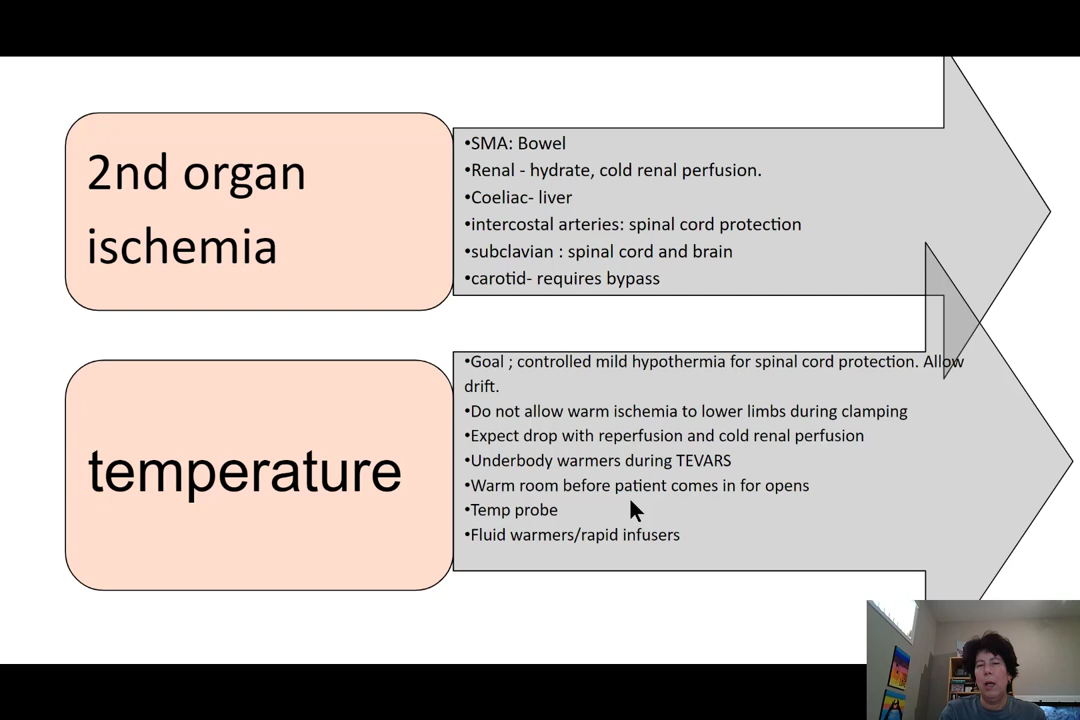 2nd organ
ischemia
•SMA: Bowel
•Renal - hydrate, cold renal perfusion.
•Coeliac- liver
•intercostal arteries: spinal cord protection
•subclavian : spinal cord and brain
•carotid- requires bypass
temperature
•Goal ; controlled mild hypothermia for spinal cord protection. Allow
drift.
•Do not allow warm ischemia to lower limbs during clamping
•Expect drop with reperfusion and cold renal perfusion
•Underbody warmers during TEVARS
•Warm room before patient comes in for opens
•Temp probe
•Fluid warmers/rapid infusers